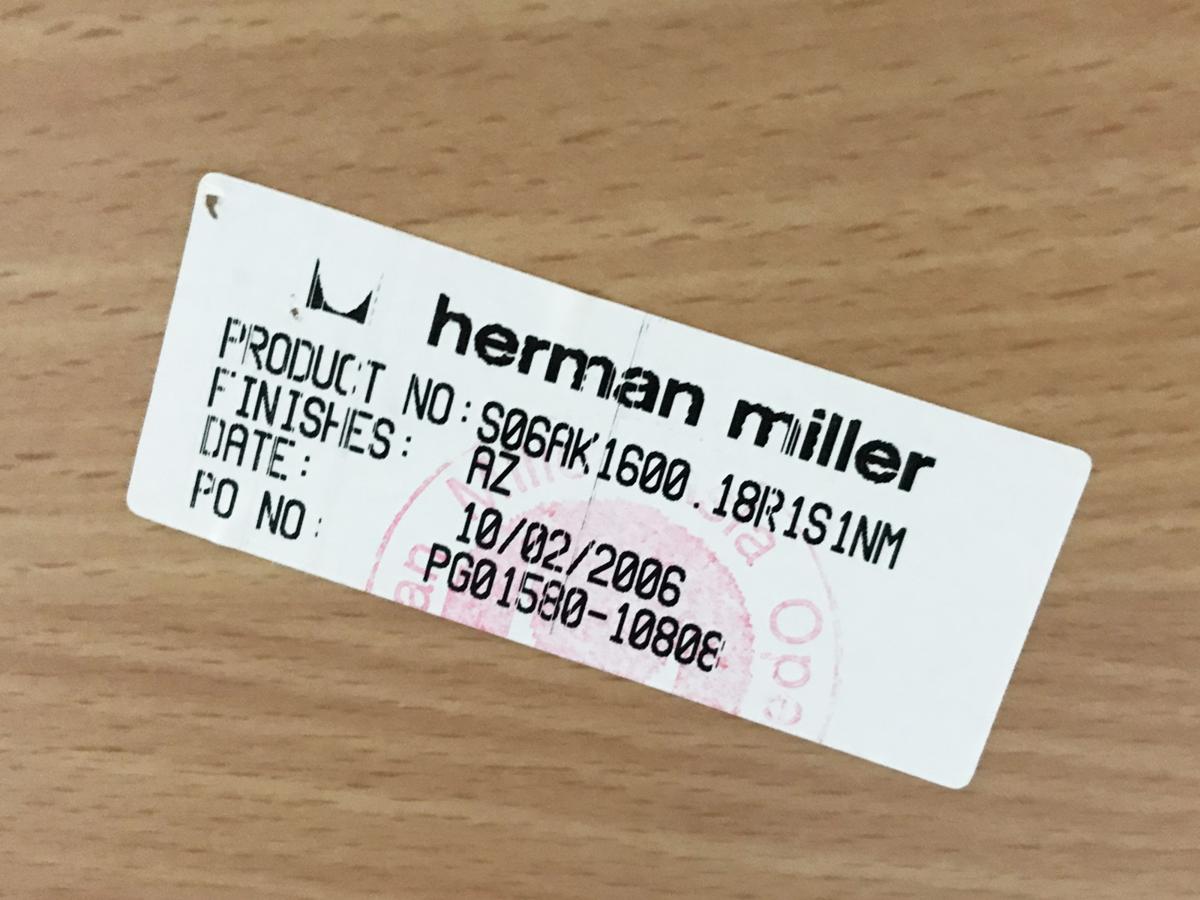 herman miller
PRODUCT NO: S06AK1600.18R1S1NM
FINISHES: AZ
DATE: 10/02/2006
PO NO: PG01580-10808